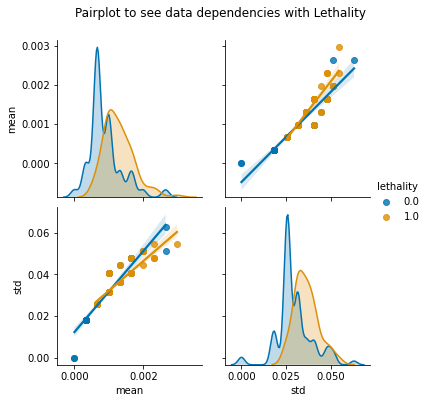 Pairplot to see data dependencies with Lethality
0.003
0.002
0.001
0.000
mean
lethality
0.0
1.0
0.06
0.04
0.02
0.00
std
0.000 0.002
mean
0.000 0.025 0.050
std